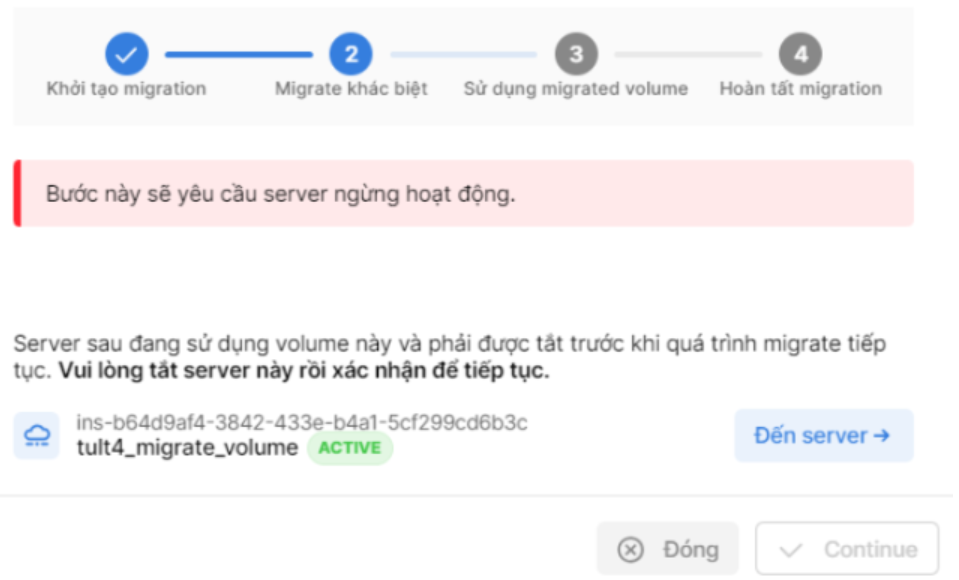 2 3 4
Khởi tạo migration Migrate khác biệt Sử dụng migrated volume Hoàn tất migration
Bước này sẽ yêu cầu server ngừng hoạt động.
Server sau đang sử dụng volume này và phải được tắt trước khi quá trình migrate tiếp
tục. Vui lòng tắt server này rồi xác nhận để tiếp tục.
ins-b64d9af4-3842-433e-b4a1-5cf299cd6b3c
tult4_migrate_volume ACTIVE
Đến server →
Đóng Continue